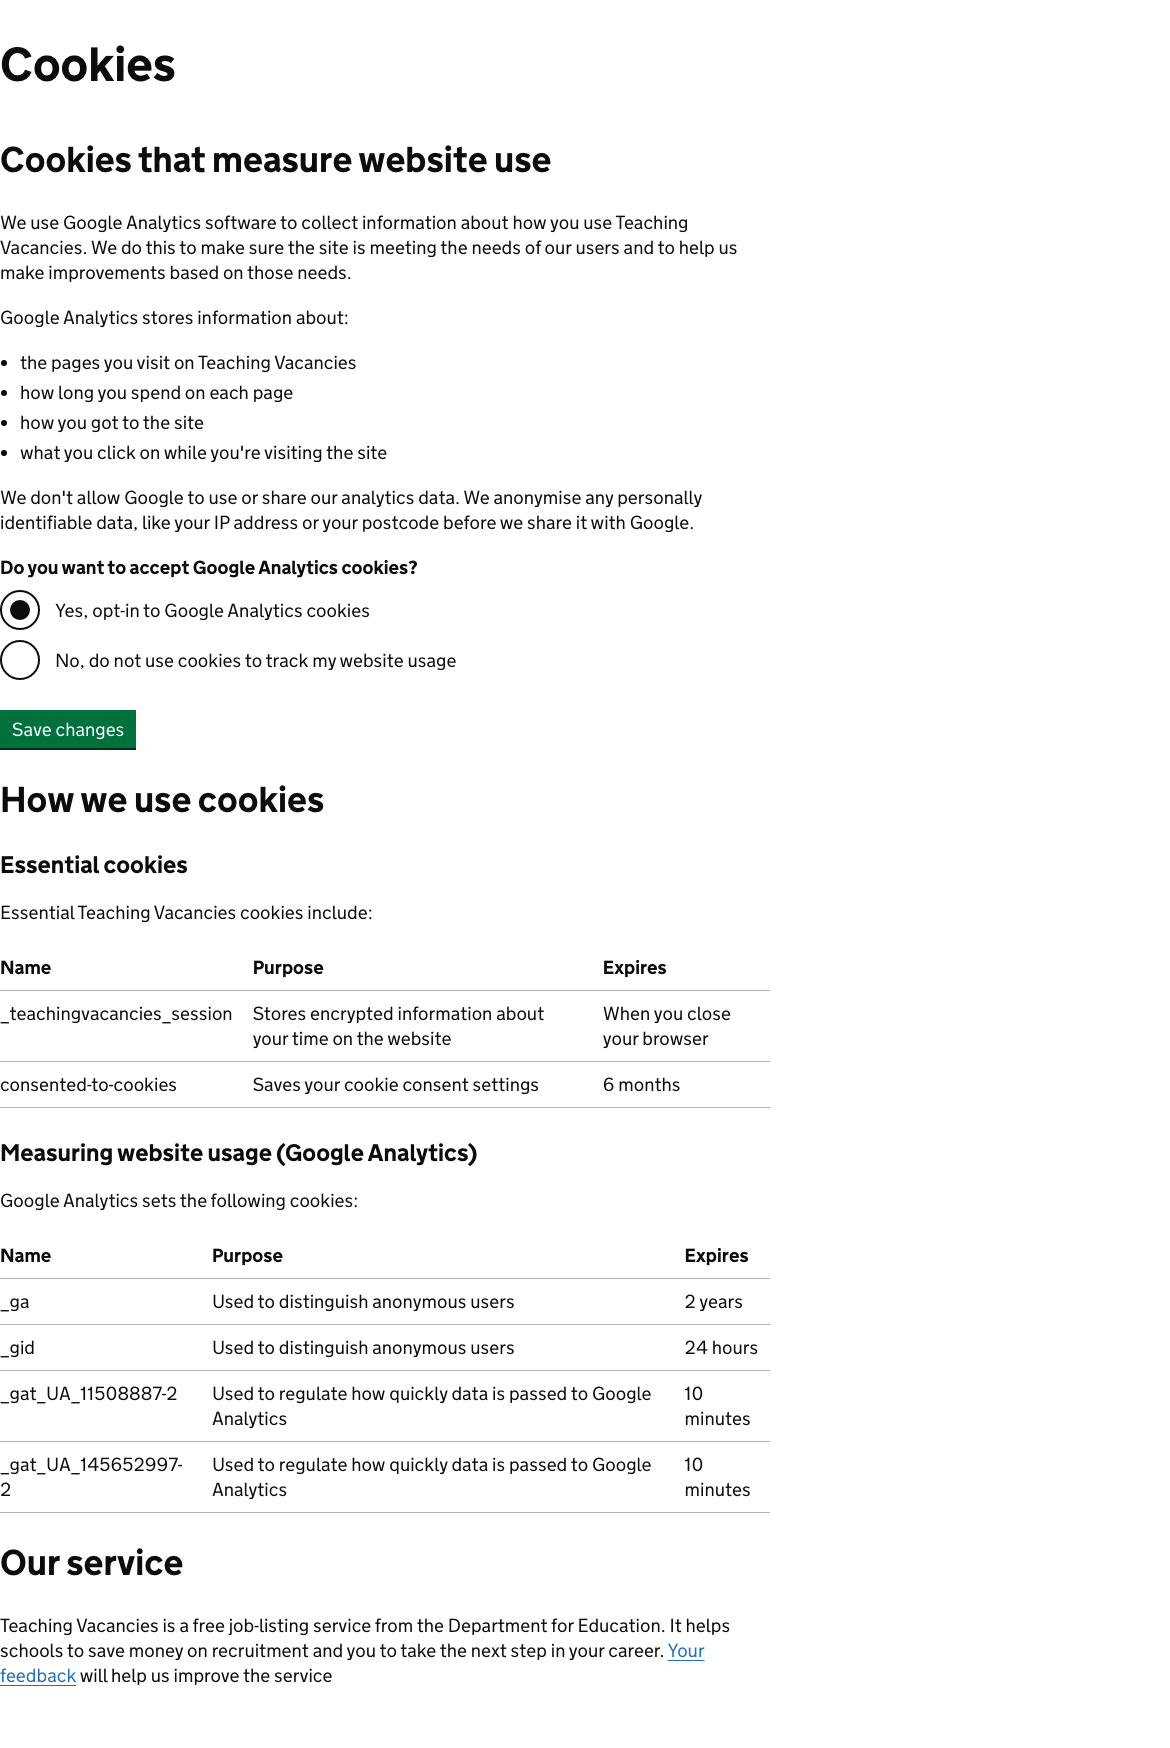 Cookies
Cookies that measure website use
We use Google Analytics software to collect information about how you use Teaching
Vacancies. We do this to make sure the site is meeting the needs of our users and to help us
make improvements based on those needs.
Google Analytics stores information about:
• the pages you visit on Teaching Vacancies
• how long you spend on each page
• how you got to the site
• what you click on while you're visiting the site
We don't allow Google to use or share our analytics data. We anonymise any personally
identifiable data, like your IP address or your postcode before we share it with Google.
Do you want to accept Google Analytics cookies?
Yes, opt-in to Google Analytics cookies
No, do not use cookies to track my website usage
Save changes
How we use cookies
Essential cookies
Essential Teaching Vacancies cookies include:
Name Purpose Expires
_teachingvacancies_session Stores encrypted information about When you close
your time on the website your browser
consented-to-cookies Saves your cookie consent settings 6 months
Measuring website usage (Google Analytics)
Google Analytics sets the following cookies:
Name Purpose Expires
_ga Used to distinguish anonymous users 2 years
_gid Used to distinguish anonymous users 24 hours
_gat_UA_11508887-2 Used to regulate how quickly data is passed to Google 10
Analytics minutes
_gat_UA_145652997- Used to regulate how quickly data is passed to Google 10
2 Analytics minutes
Our service
Teaching Vacancies is a free job-listing service from the Department for Education. It helps
schools to save money on recruitment and you to take the next step in your career. Your
feedback will help us improve the service